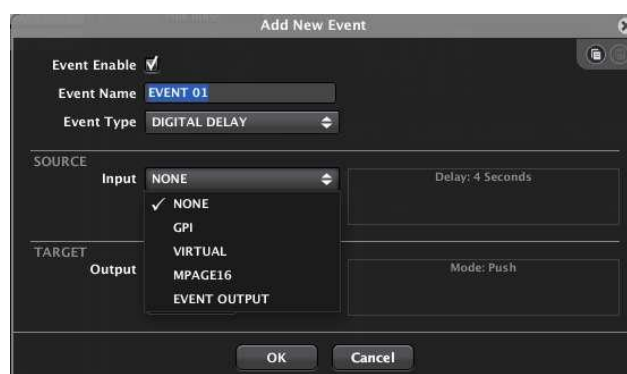 Add New Event
Event Enable
Event Name EVENT 01
Event Type DIGITAL DELAY
SOURCE
Input NONE
Delay: 4 Seconds
NONE
GPI
VIRTUAL
MPAGE16
EVENT OUTPUT
TARGET
Output
Mode: Push
OK Cancel